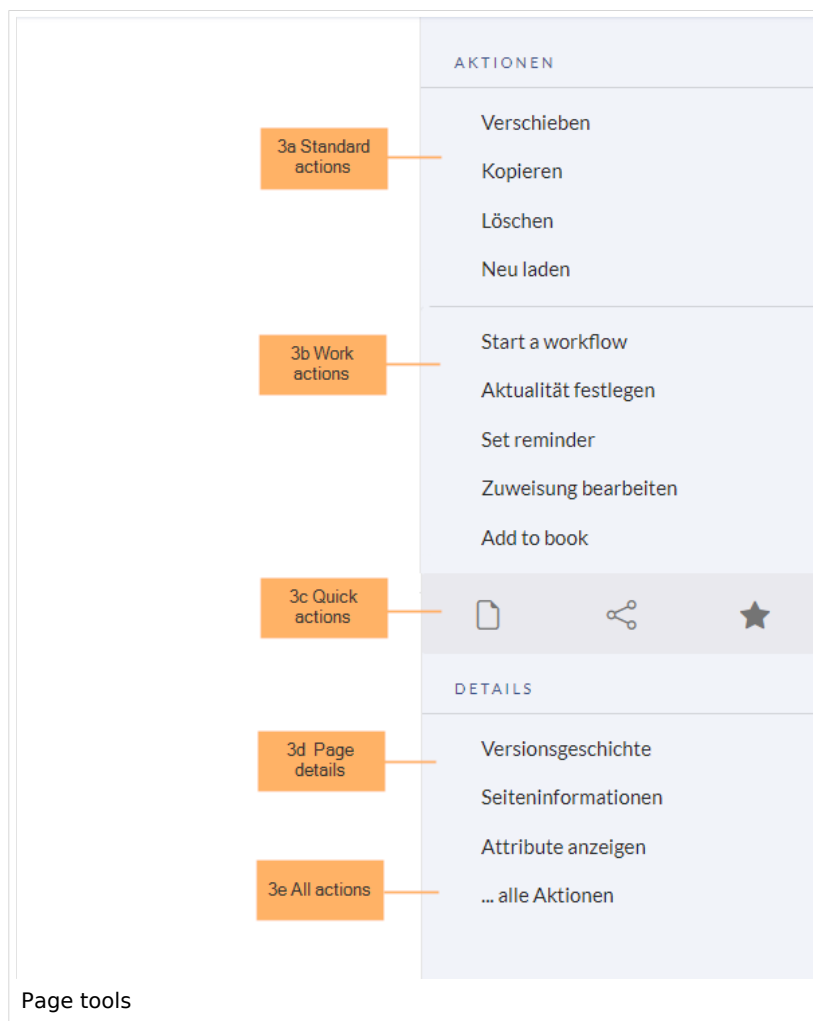 AKTIONEN
3a Standard
actions
Verschieben
Kopieren
Löschen
Neu laden
3b Work
actions
Start a workflow
Aktualität festlegen
Set reminder
Zuweisung bearbeiten
Add to book
3c Quick
actions
DETAILS
3d Page
details
Versionsgeschichte
Seiteninformationen
Attribute anzeigen
3e All actions
... alle Aktionen
Page tools